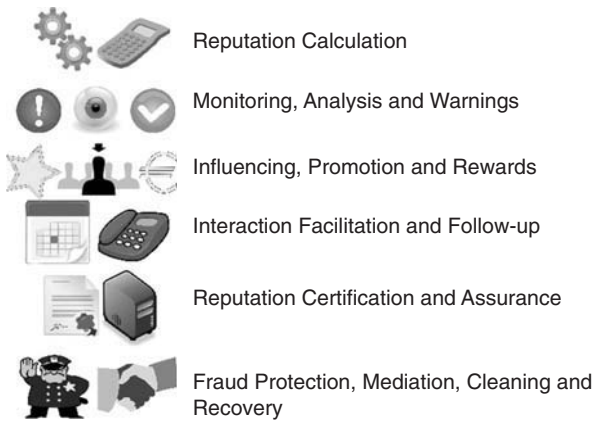 Reputation Calculation
Monitoring, Analysis and Warnings
Influencing, Promotion and Rewards
Interaction Facilitation and Follow-up
Reputation Certification and Assurance
Fraud Protection, Mediation, Cleaning and
Recovery